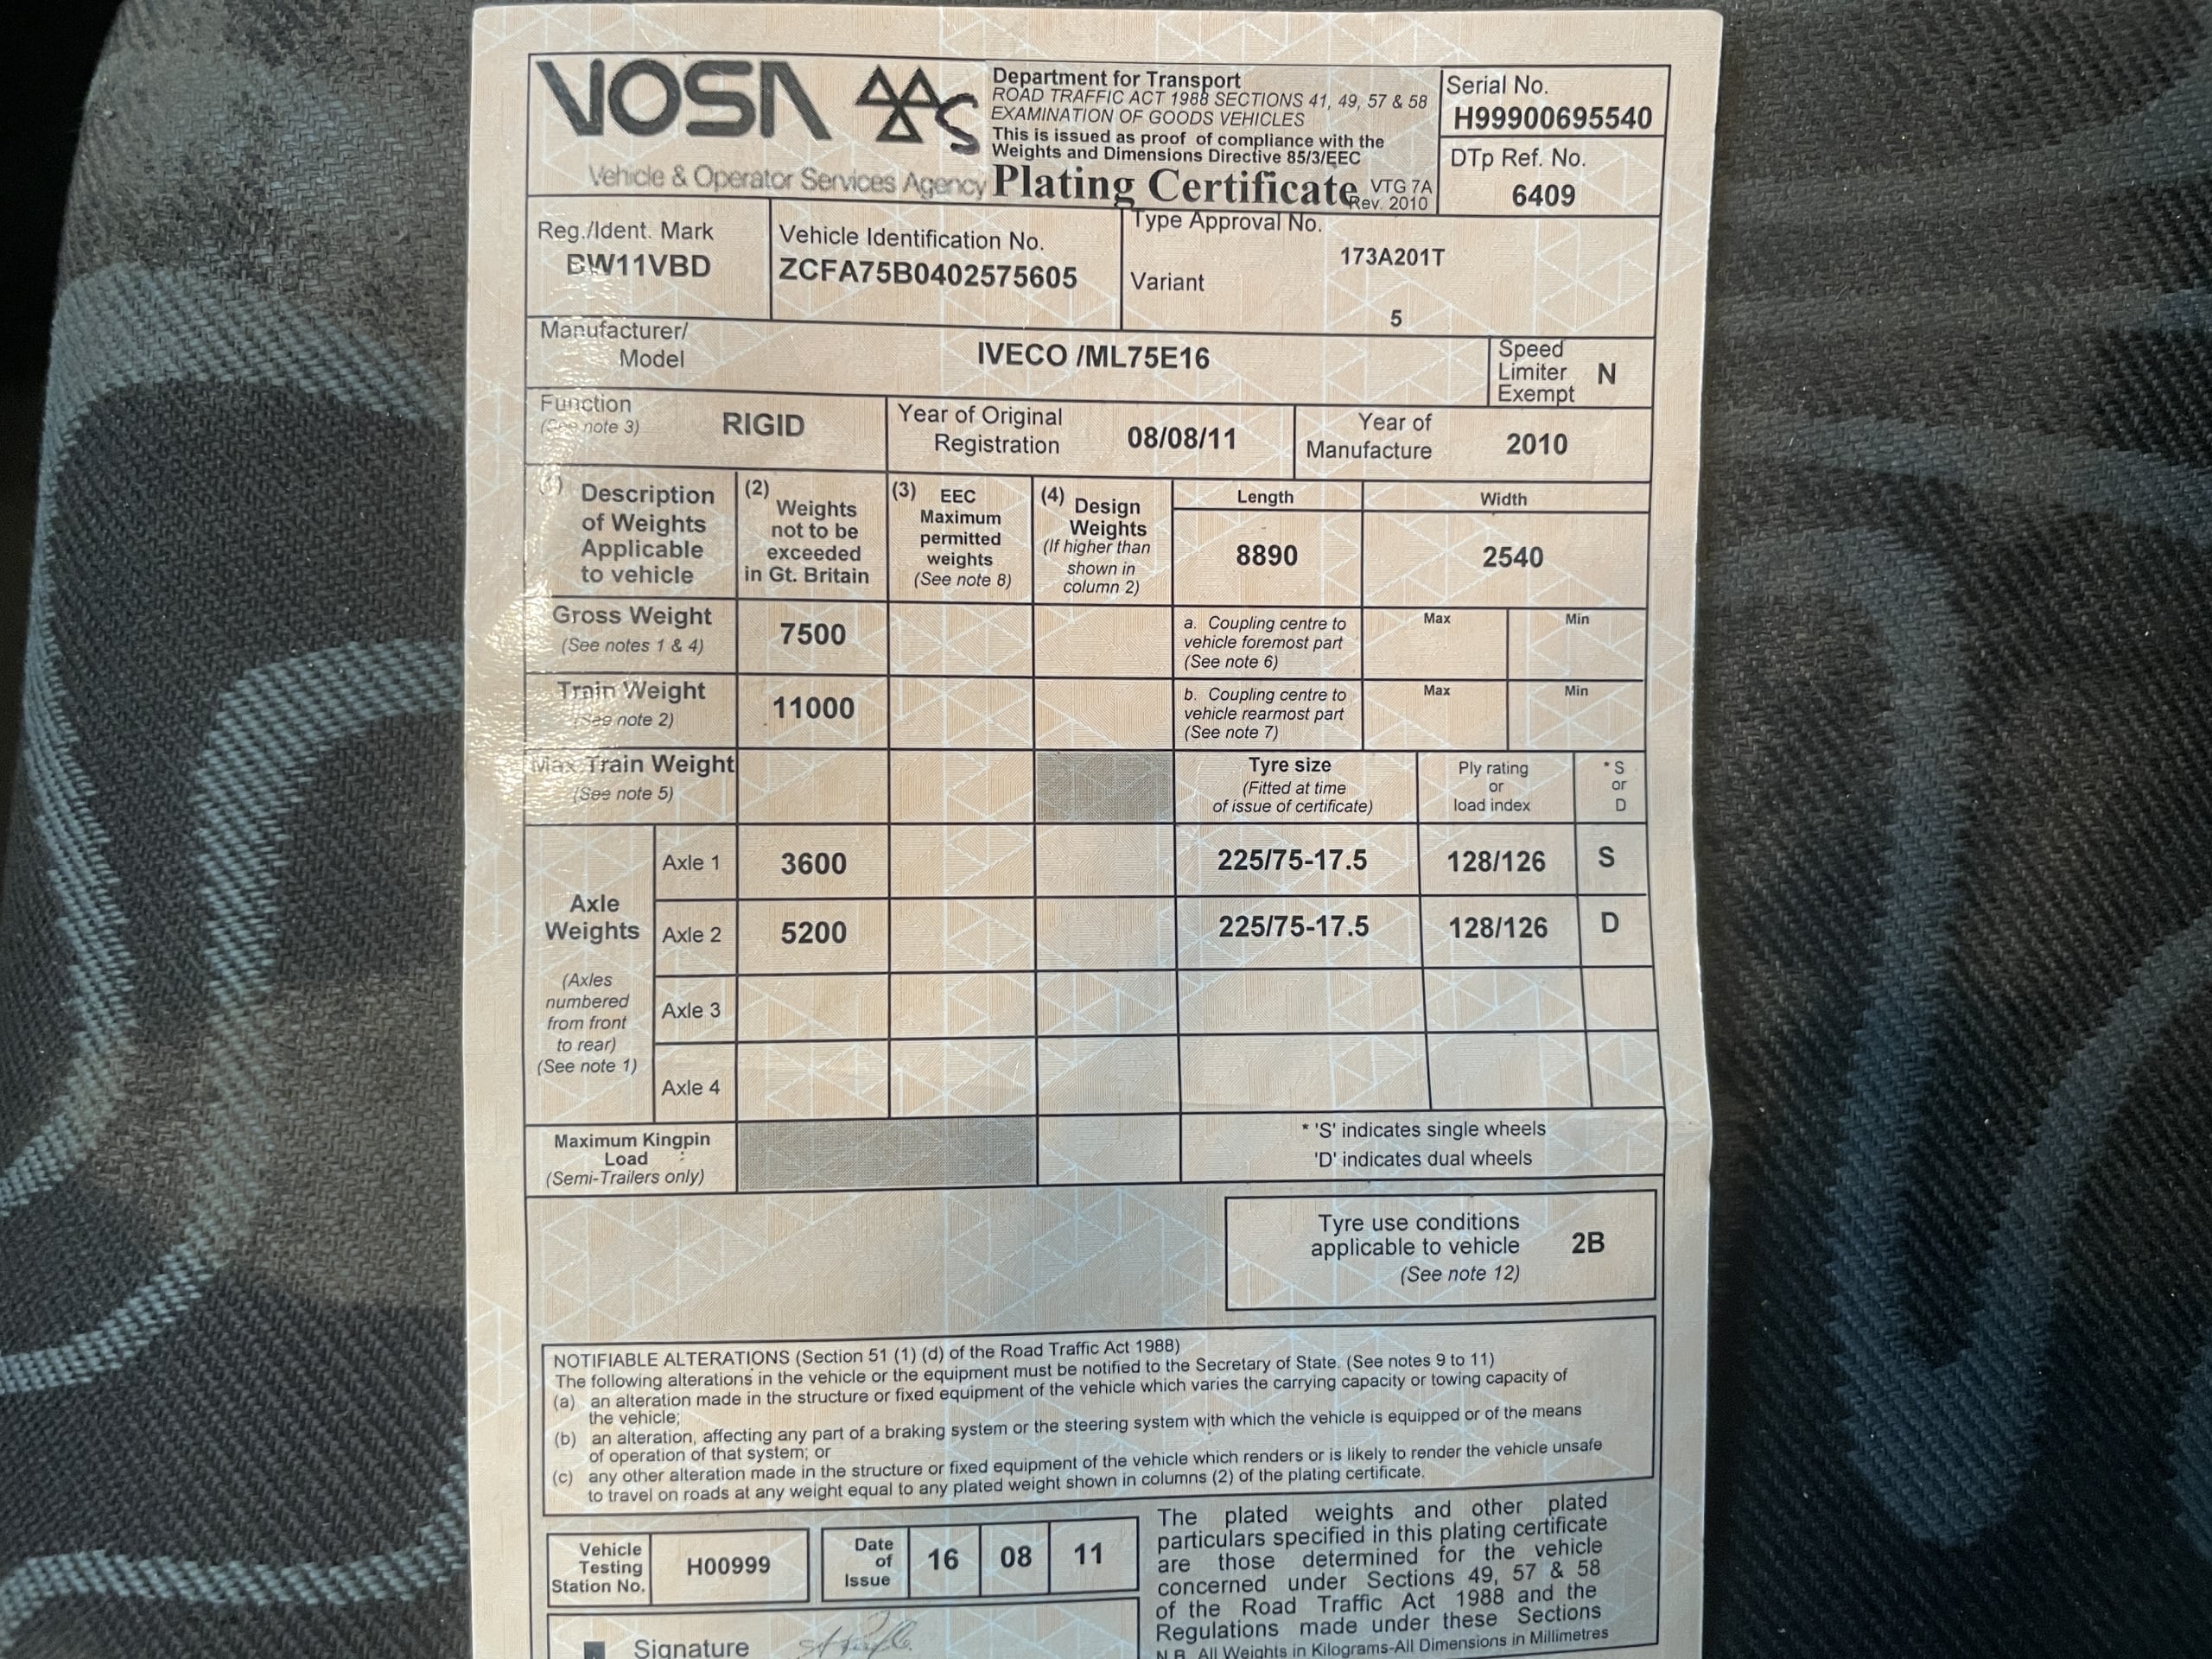 VOSA
S
Vehicle & Operator Services Agency
Department for Transport
ROAD TRAFFIC ACT 1988 SECTIONS 41, 49, 57 & 58
EXAMINATION OF GOODS VEHICLES
This is issued as proof of compliance with the
Weights and Dimensions Directive 85/3/EEC
Plating Certificate
VTG 7A
Rev. 2010
Serial No.
H99900695540
DTp Ref. No.
6409
Reg./Ident. Mark
BW11VBD
Vehicle Identification No.
ZCFA75B0402575605
Type Approval No.
173A201T
Variant
5
Manufacturer/
Model
IVECO /ML75E16
Speed
Limiter
Exempt
N
Function
(See note 3)
RIGID
Year of Original
Registration
08/08/11
Year of
Manufacture
2010
(1) Description
of Weights
Applicable
to vehicle
(2)
Weights
not to be
exceeded
in Gt. Britain
(3) EEC
Maximum
permitted
weights
(See note 8)
(4) Design
Weights
(If higher than
shown in
column 2)
Length
8890
Width
2540
Gross Weight
(See notes 1 & 4)
7500
a. Coupling centre to
vehicle foremost part
(See note 6)
Max
Min
Train Weight
(See note 2)
11000
b. Coupling centre to
vehicle rearmost part
(See note 7)
Max
Min
Max Train Weight
(See note 5)
Tyre size
(Fitted at time
of issue of certificate)
Ply rating
or
load index
* S
or
D
Axle
Weights
(Axles
numbered
from front
to rear)
(See note 1)
Axle 1
3600
225/75-17.5
128/126
S
Axle 2
5200
225/75-17.5
128/126
D
Axle 3
Axle 4
Maximum Kingpin
Load
(Semi-Trailers only)
* 'S' indicates single wheels
'D' indicates dual wheels
Tyre use conditions
applicable to vehicle
(See note 12)
2B
NOTIFIABLE ALTERATIONS (Section 51 (1) (d) of the Road Traffic Act 1988)
The following alterations in the vehicle or the equipment must be notified to the Secretary of State. (See notes 9 to 11)
(a) an alteration made in the structure or fixed equipment of the vehicle which varies the carrying capacity or towing capacity of
the vehicle;
(b) an alteration, affecting any part of a braking system or the steering system with which the vehicle is equipped or of the means
of operation of that system; or
(c) any other alteration made in the structure or fixed equipment of the vehicle which renders or is likely to render the vehicle unsafe
to travel on roads at any weight equal to any plated weight shown in columns (2) of the plating certificate.
Vehicle
Testing
Station No.
H00999
Date
of
Issue
16
08
11
The plated weights and other plated
particulars specified in this plating certificate
are those determined for the vehicle
concerned under Sections 49, 57 & 58
of the Road Traffic Act 1988 and the
Regulations made under these Sections
N.B. All Weights in Kilograms-All Dimensions in Millimetres
Signature